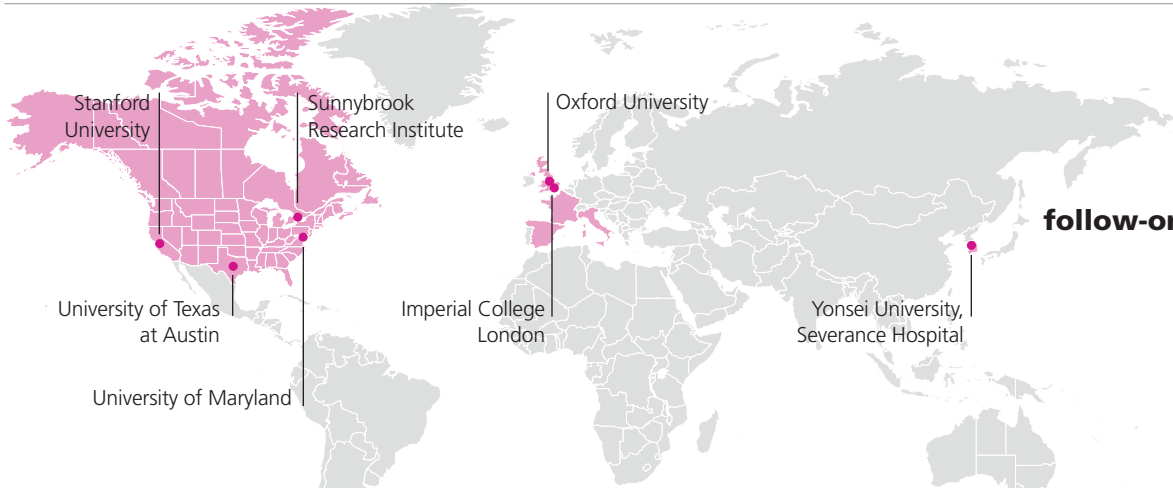 Stanford
University
Sunnybrook
Research Institute
Oxford University
University of Texas
at Austin
University of Maryland
Imperial College
London
Yonsei University,
Severance Hospital